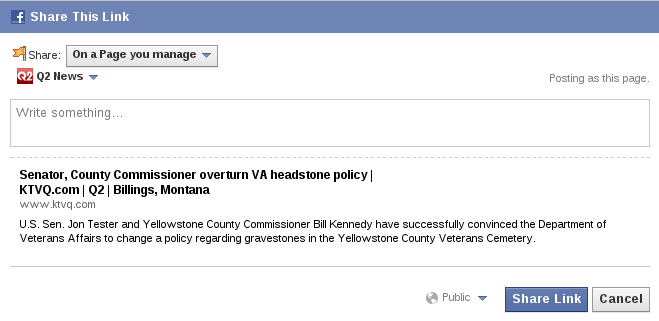 Share This Link
Share: On a Page you manage
Q2 Q2 News
Posting as this page.
Write something...
Senator, County Commissioner overturn VA headstone policy |
KTVQ.com | Q2 | Billings, Montana
www.ktvq.com
U.S. Sen. Jon Tester and Yellowstone County Commissioner Bill Kennedy have successfully convinced the Department of
Veterans Affairs to change a policy regarding gravestones in the Yellowstone County Veterans Cemetery.
Public Share Link Cancel